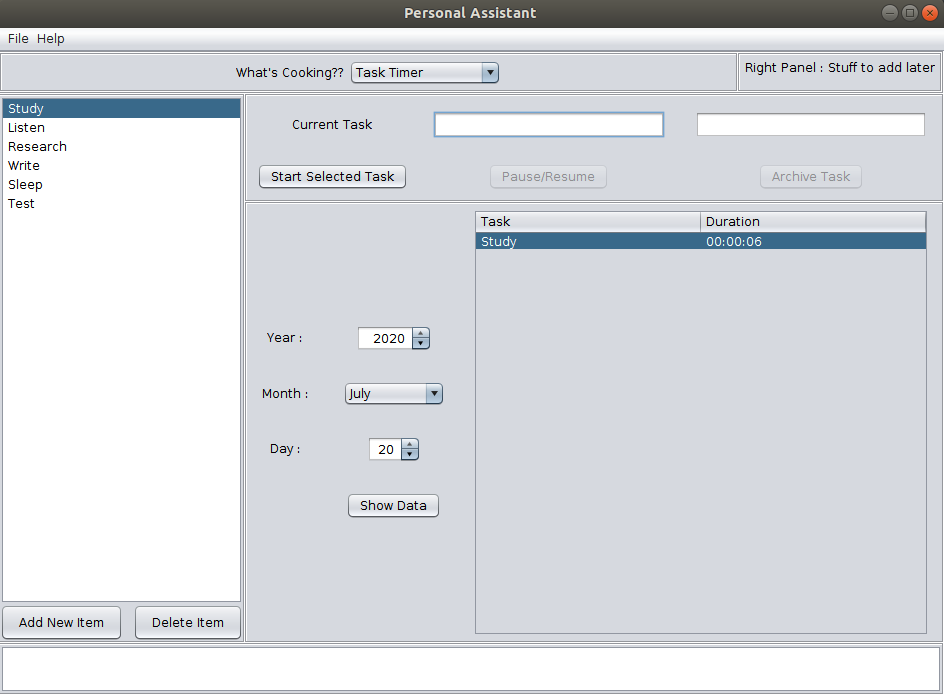 Personal Assistant
File Help
What's Cooking?? Task Timer
Right Panel : Stuff to add later
Study
Listen
Research
Write
Sleep
Test
Current Task
Start Selected Task Pause/Resume Archive Task
Task Duration
Study 00:00:06
Year : 2020
Month : July
Day : 20
Show Data
Add New Item Delete Item